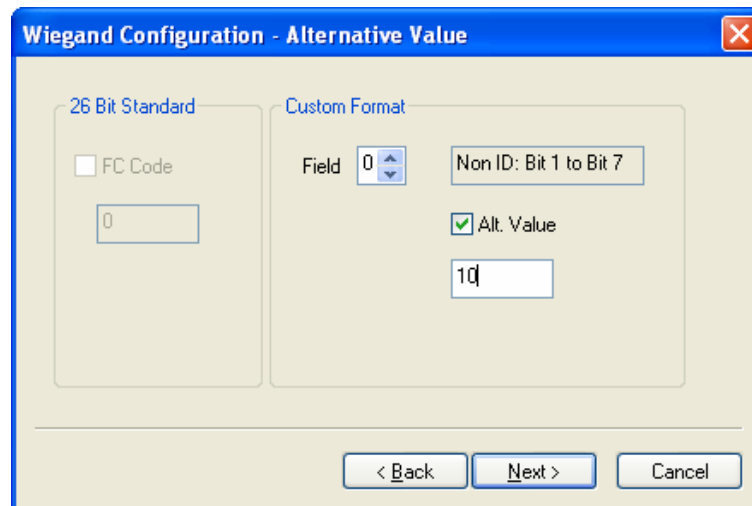 Wiegand Configuration - Alternative Value
26 Bit Standard
FC Code
0
Custom Format
Field
0
Non ID: Bit 1 to Bit 7
Alt. Value
10
< Back
Next >
Cancel